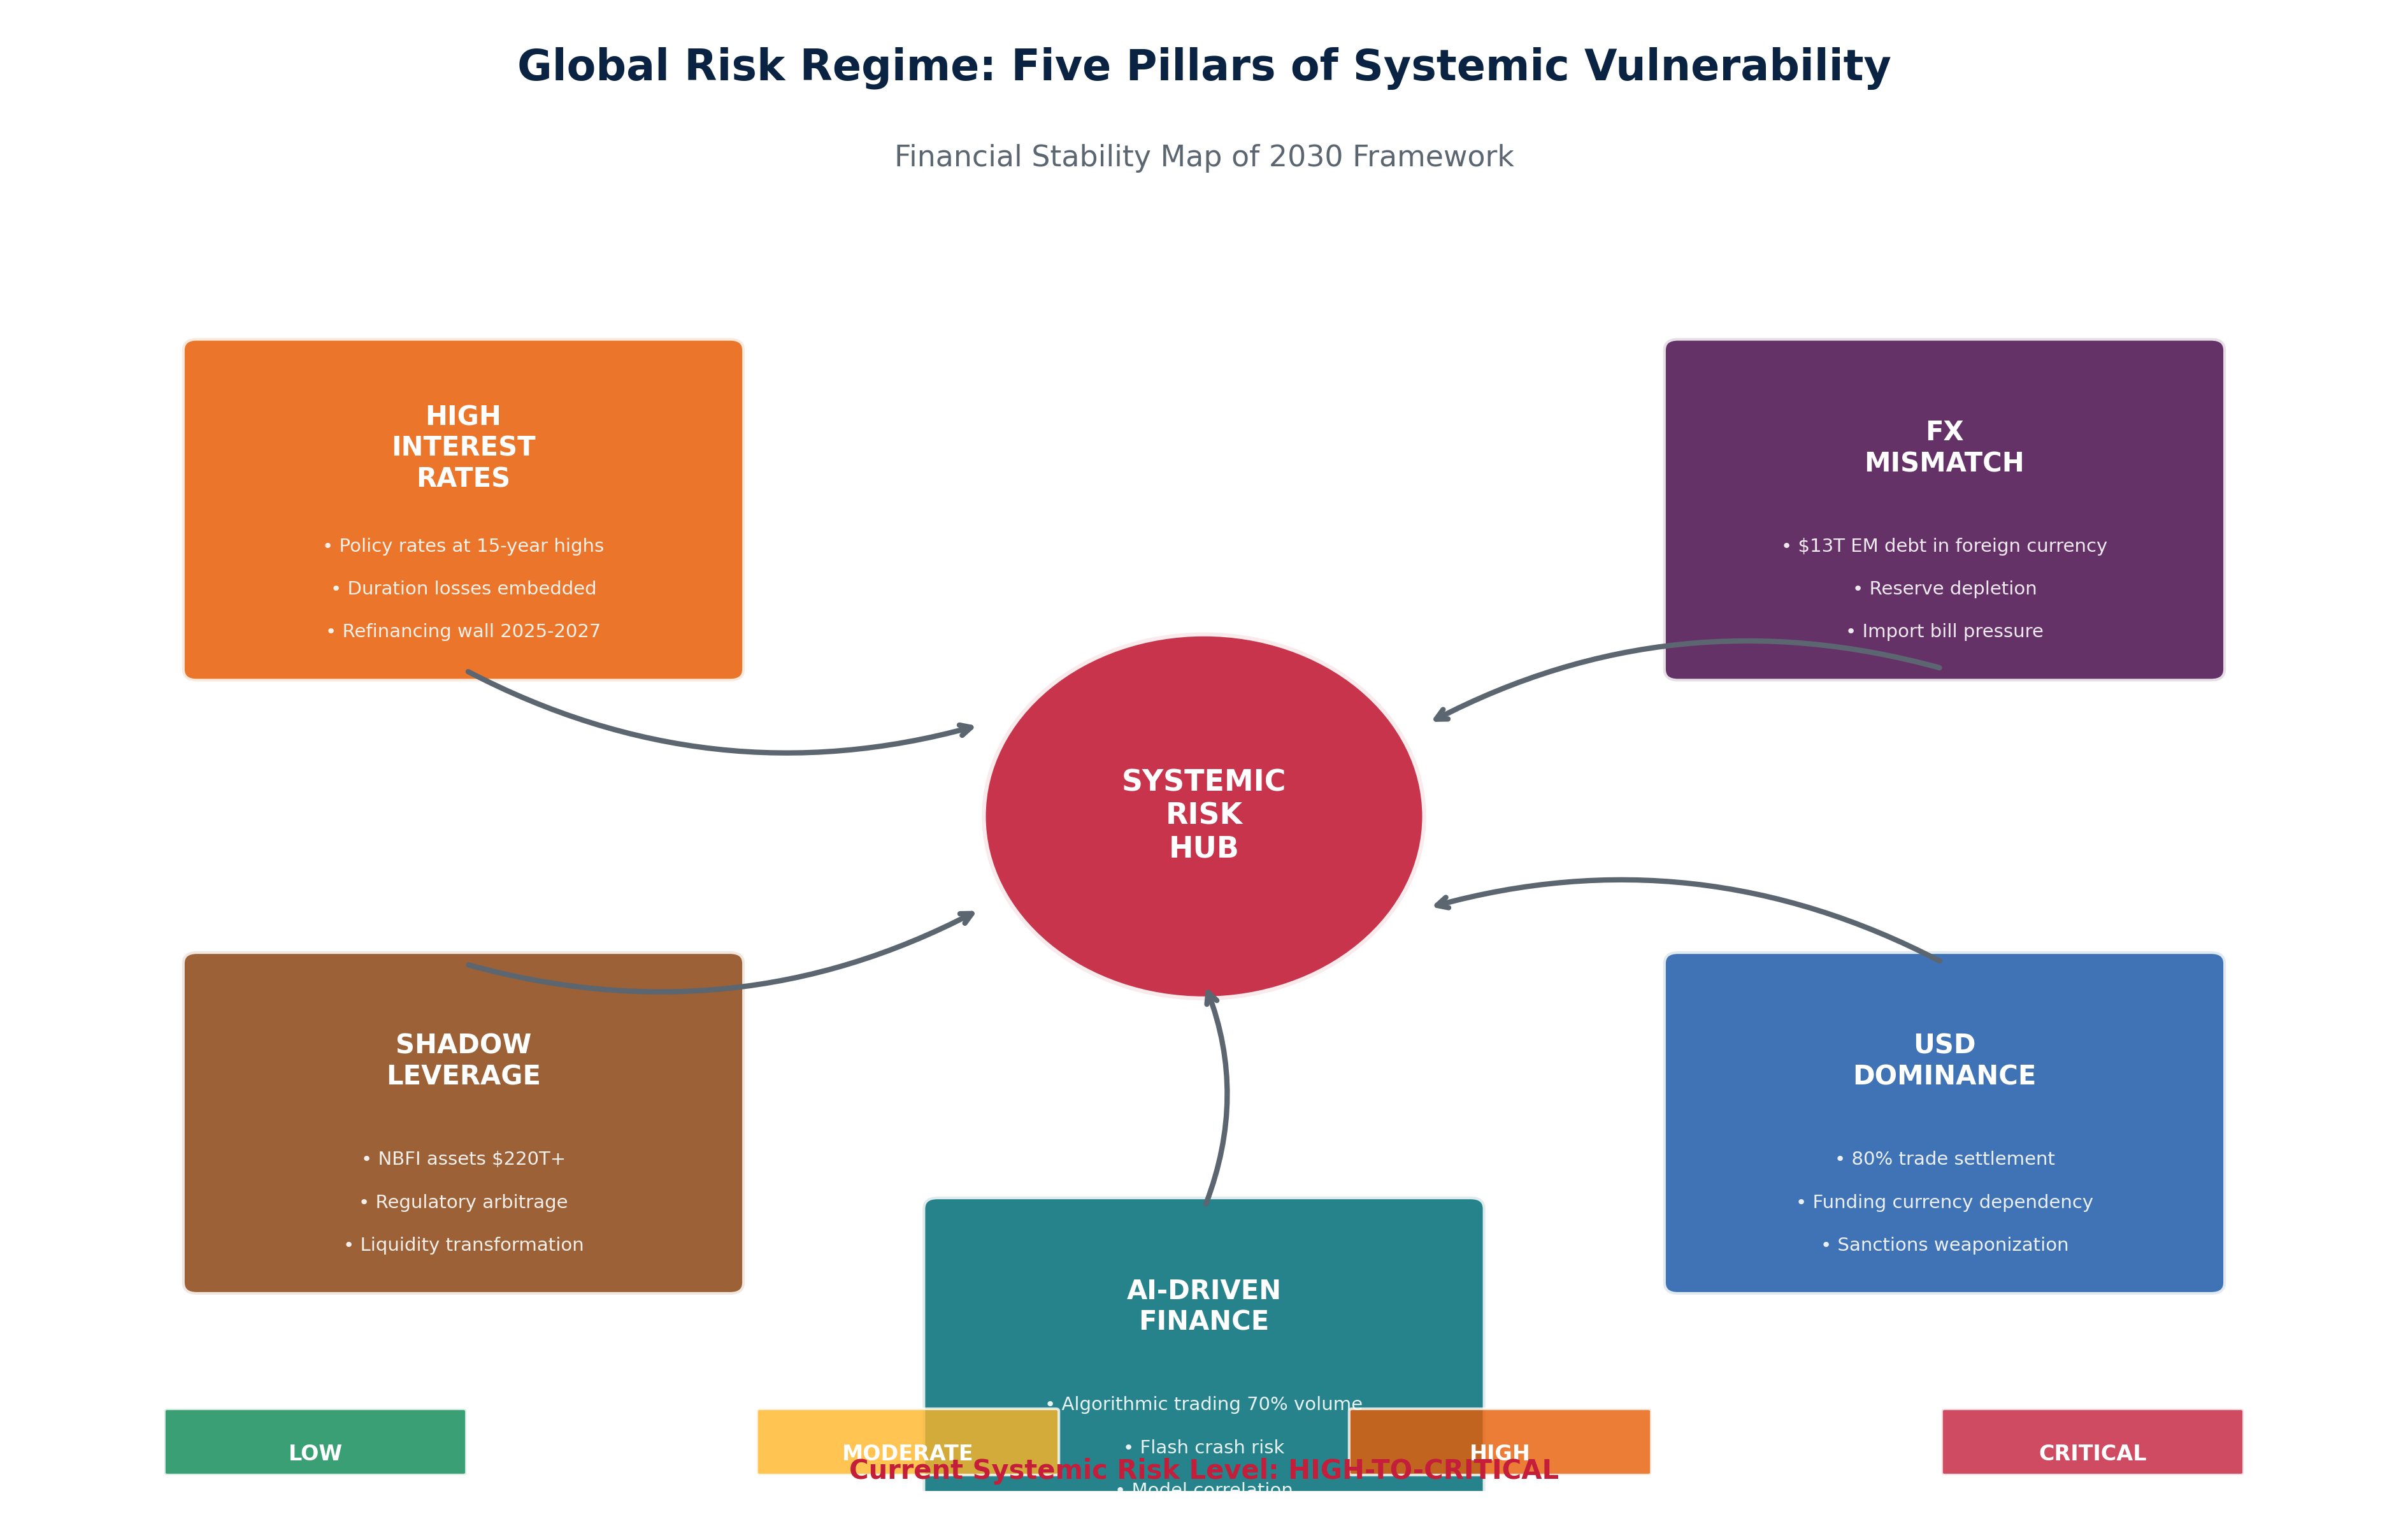 Global Risk Regime: Five Pillars of Systemic Vulnerability
Financial Stability Map of 2030 Framework
HIGH
INTEREST
RATES
• Policy rates at 15-year highs
• Duration losses embedded
• Refinancing wall 2025-2027
FX
MISMATCH
• $13T EM debt in foreign currency
• Reserve depletion
• Import bill pressure
SYSTEMIC
RISK
HUB
SHADOW
LEVERAGE
• NBFI assets $220T+
• Regulatory arbitrage
• Liquidity transformation
USD
DOMINANCE
• 80% trade settlement
• Funding currency dependency
• Sanctions weaponization
AI-DRIVEN
FINANCE
• Algorithmic trading 70% volume
• Flash crash risk
• Model correlation
LOW
MODERATE
HIGH
CRITICAL
Current Systemic Risk Level: HIGH-TO-CRITICAL